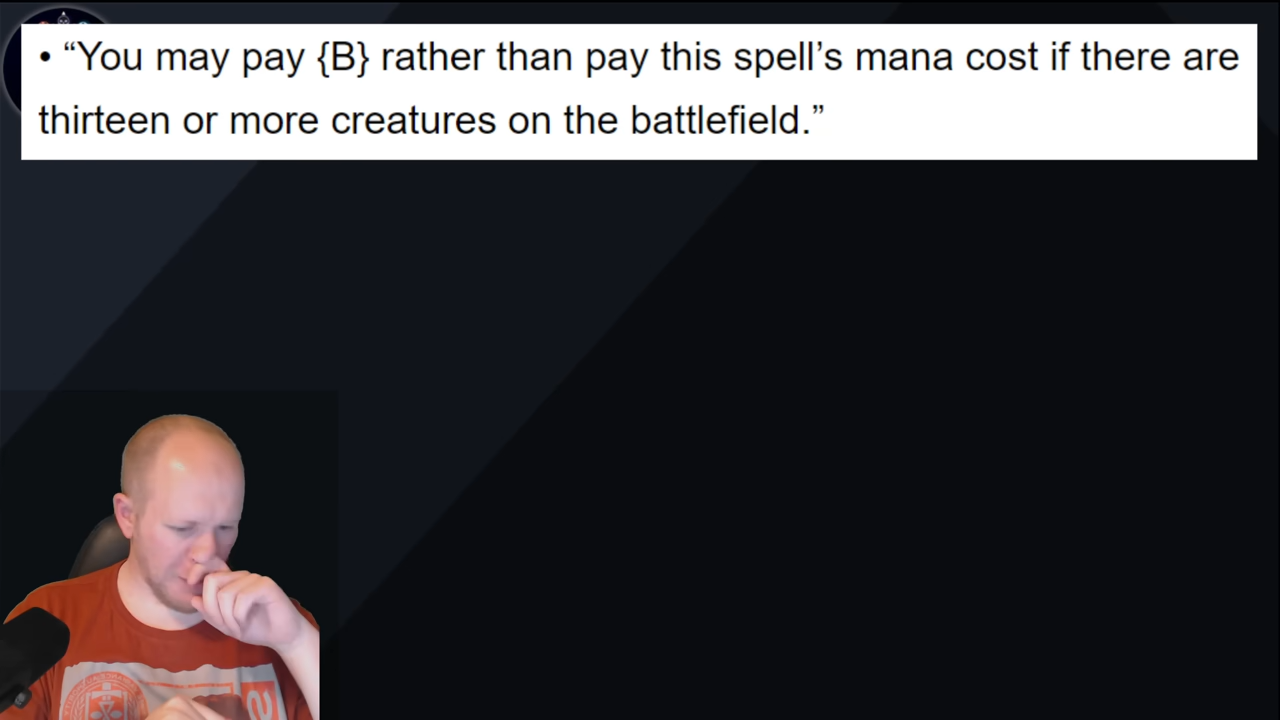 • “You may pay {B} rather than pay this spell’s mana cost if there are
thirteen or more creatures on the battlefield.”